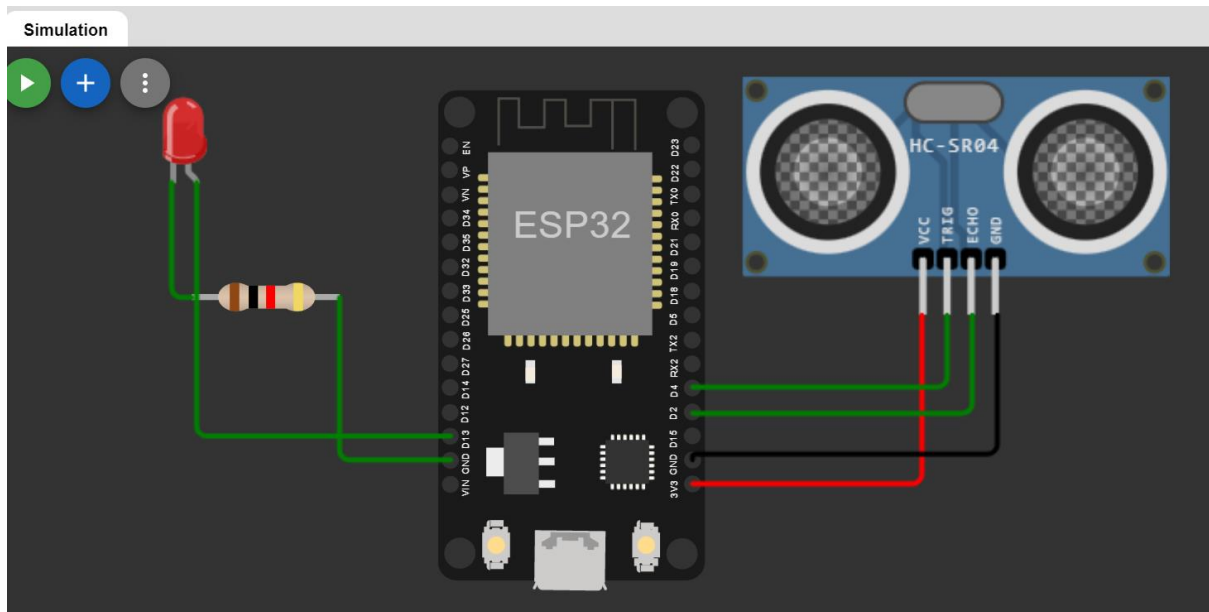 Simulation
ESP32
EN
VP
VN
D34
D35
D32
D33
D25
D26
D27
D14
D12
D13
GND
VIN
D23
D22
TX0
RX0
D21
D19
D18
D5
TX2
RX2
D4
D2
D15
GND
3V3
HC-SR04
VCC
TRIG
ECHO
GND